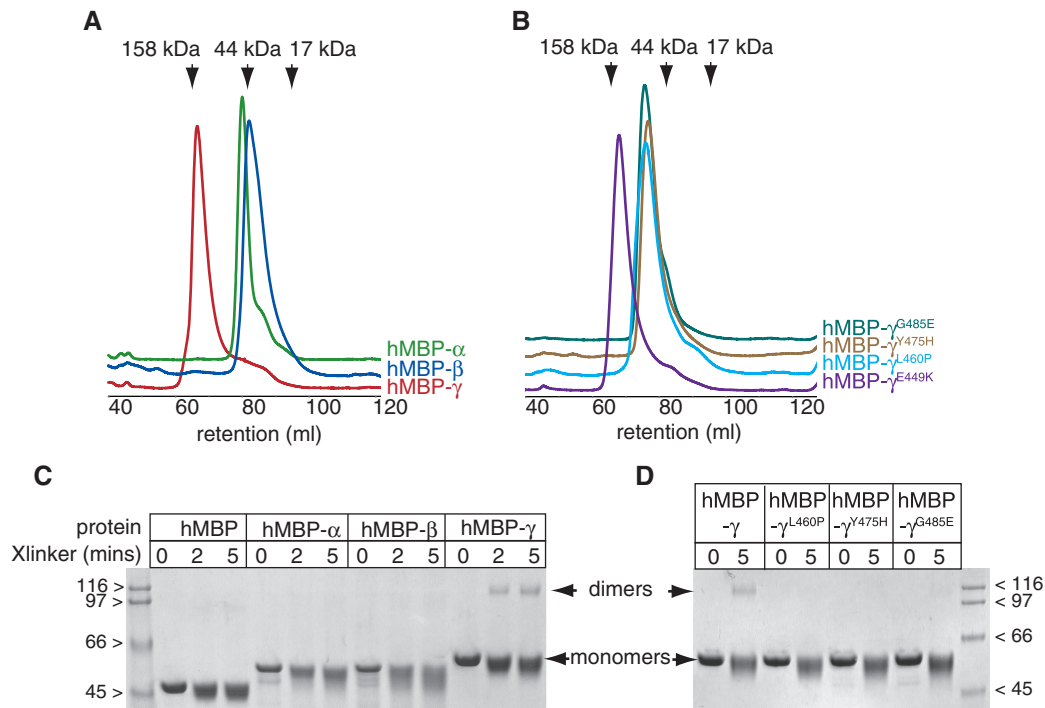 A
158 kDa 44 kDa 17 kDa
hMBP-α
hMBP-β
hMBP-γ
40 60 80 100 120
retention (ml)
B
158 kDa 44 kDa 17 kDa
hMBP-γG485E
hMBP-γY475H
hMBP-γL460P
hMBP-γE449K
40 60 80 100 120
retention (ml)
C
protein hMBP hMBP-α hMBP-β hMBP-γ
Xlinker (mins) 0 2 5 0 2 5 0 2 5 0 2 5
116 >
97 >
66 >
45 >
dimers
monomers
D
hMBP hMBP hMBP hMBP
-γ -γL460P -γY475H -γG485E
0 5 0 5 0 5 0 5
< 116
< 97
< 66
< 45